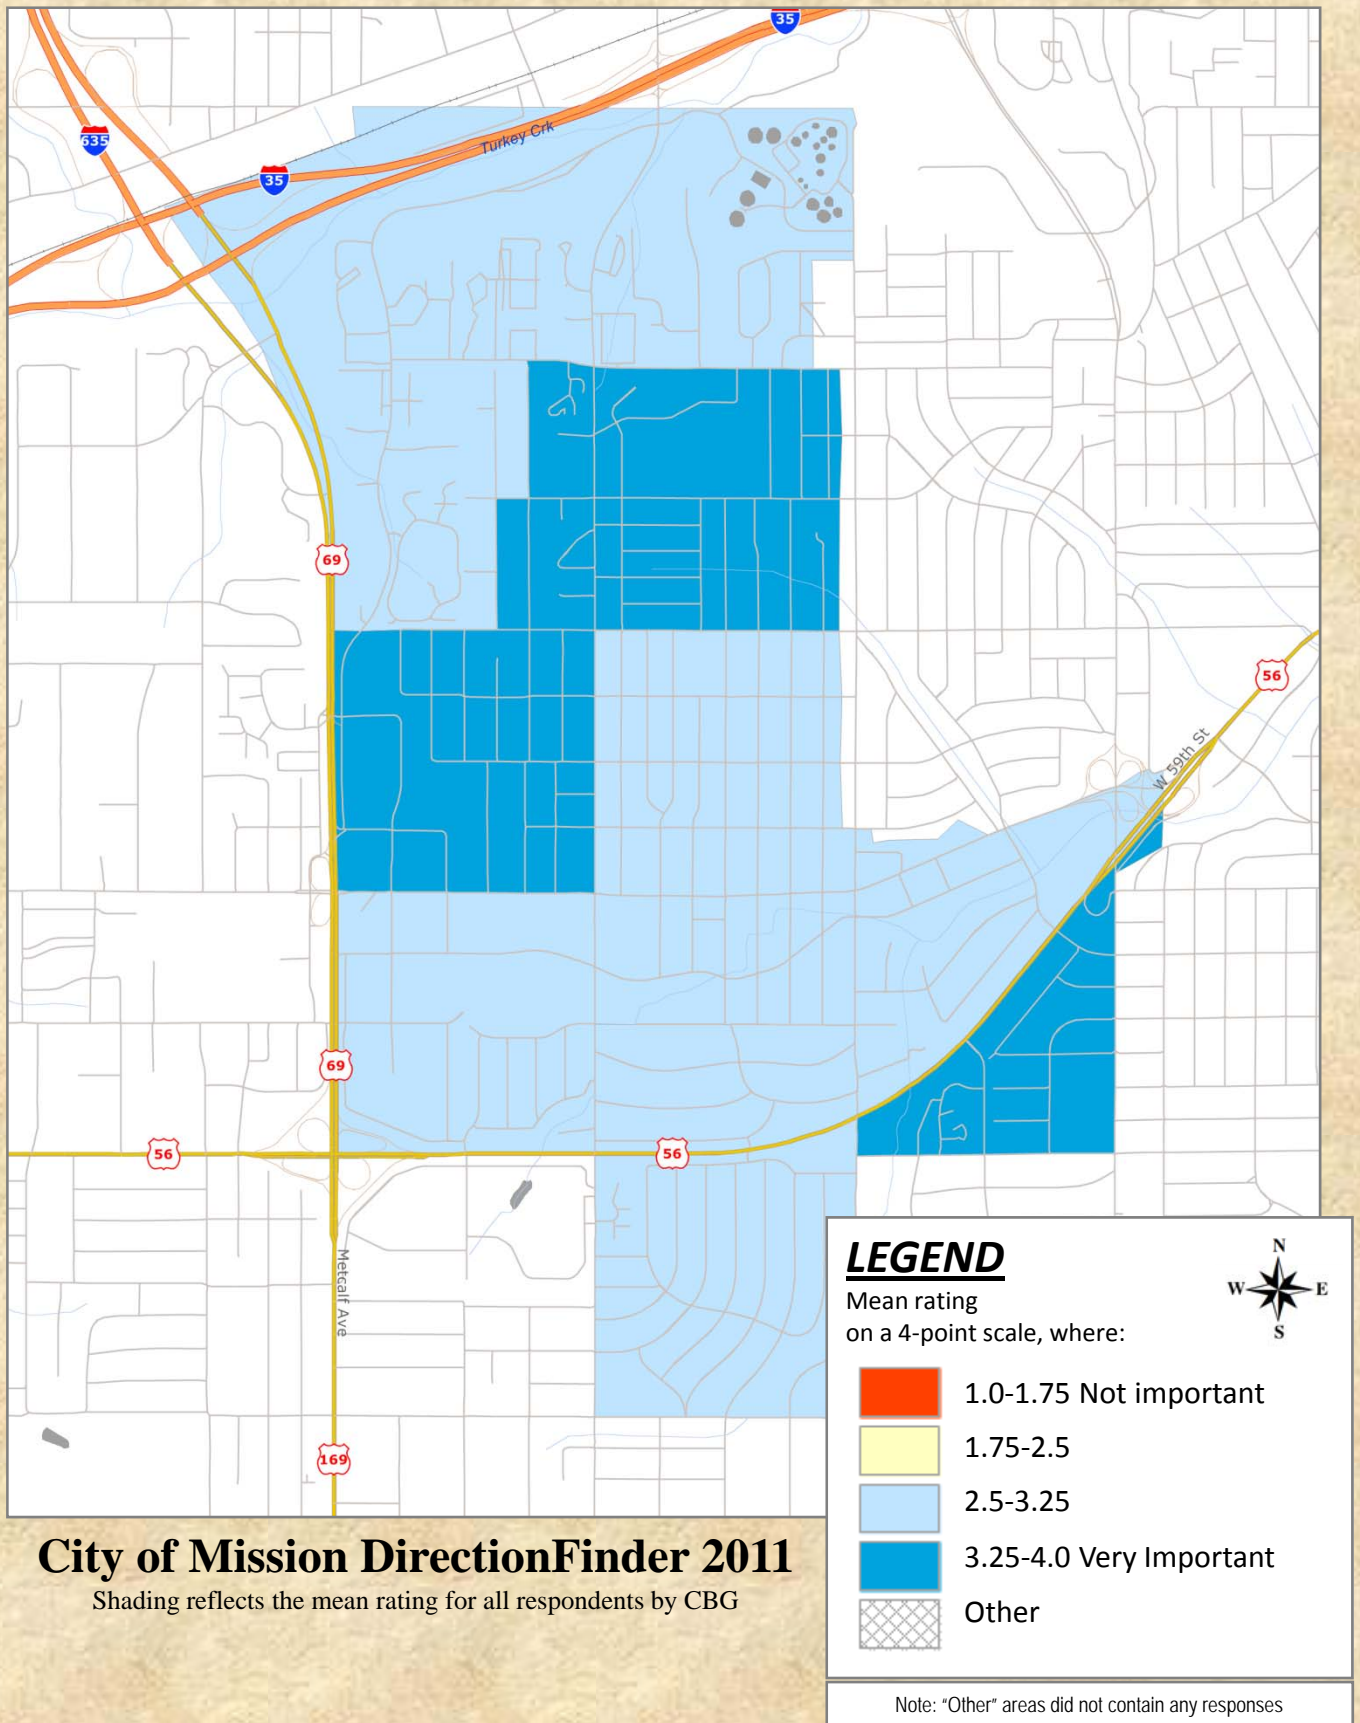 35
635
35
Turkey Crk
69
56
W 59th St
69
56
56
Metcalf Ave
169
LEGEND
N
W E
S
Mean rating
on a 4-point scale, where:
1.0-1.75 Not important
1.75-2.5
2.5-3.25
3.25-4.0 Very Important
Other
Note: “Other” areas did not contain any responses
City of Mission DirectionFinder 2011
Shading reflects the mean rating for all respondents by CBG